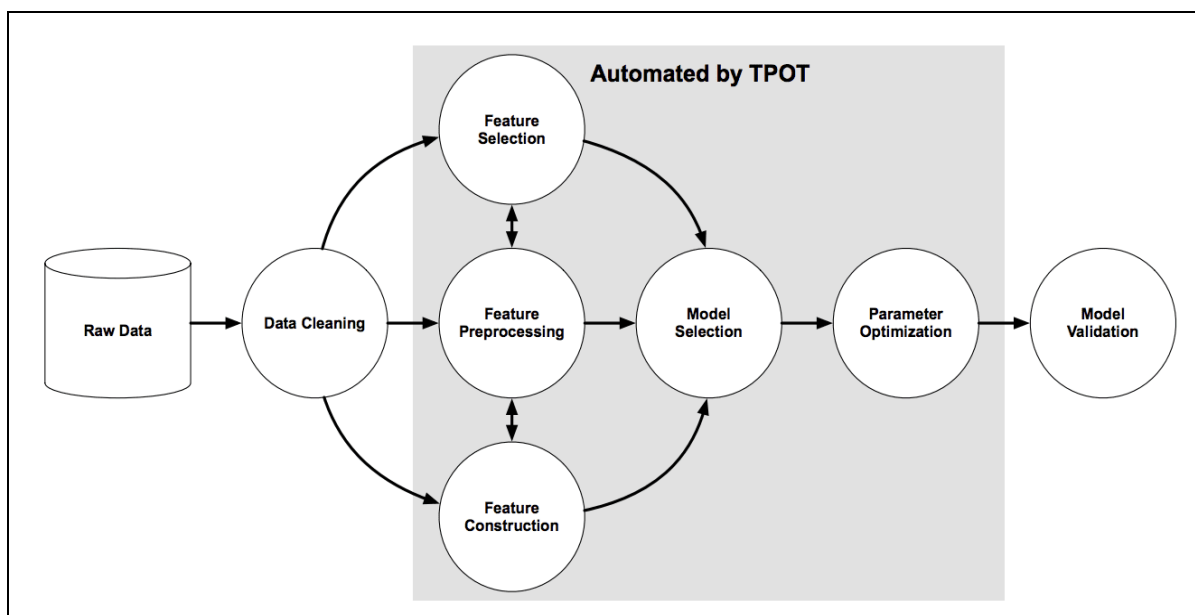 Automated by TPOT
Feature
Selection
Raw Data
Data Cleaning
Feature
Preprocessing
Model
Selection
Parameter
Optimization
Model
Validation
Feature
Construction